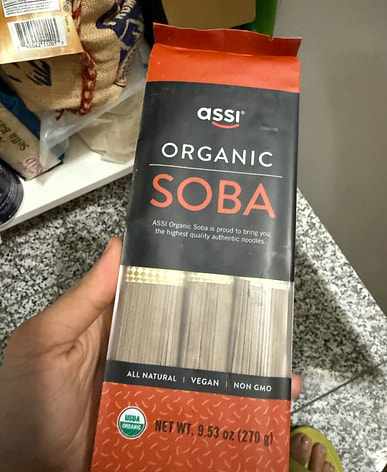 assi®
ORGANIC
SOBA
ASSI Organic Soba is proud to bring you
the highest quality authentic noodles.
ALL NATURAL | VEGAN | NON GMO
USDA
ORGANIC
NET WT. 9.53 oz (270 g)